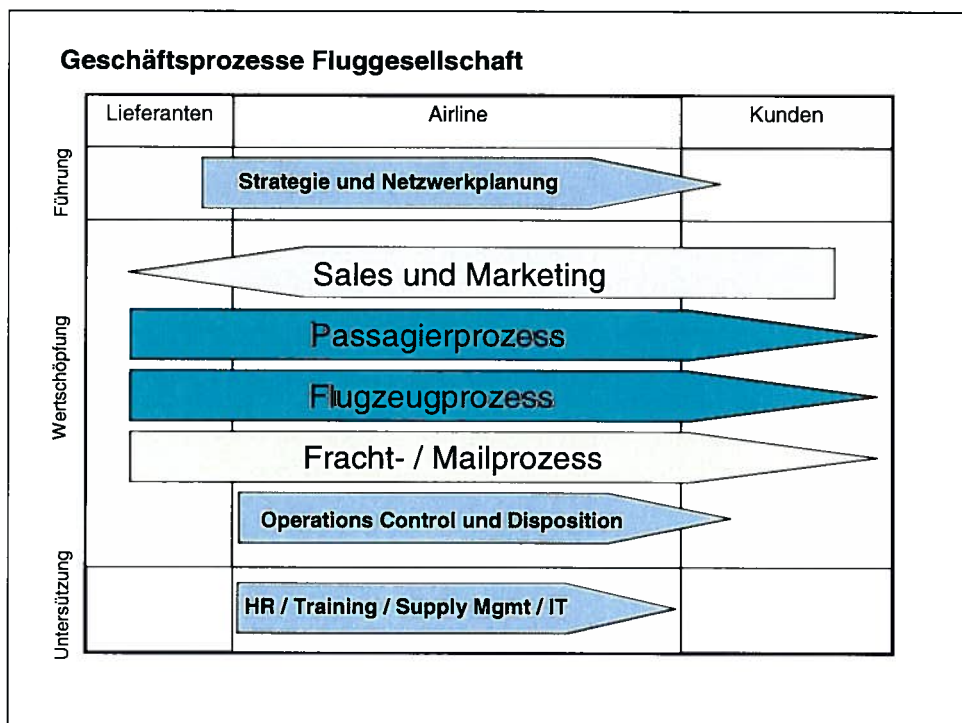 Geschäftsprozesse Fluggesellschaft
Lieferanten Airline Kunden
Führung
Strategie und Netzwerkplanung
Wertschöpfung
Sales und Marketing
Passagierprozess
Flugzeugprozess
Fracht- / Mailprozess
Operations Control und Disposition
Untersützung
HR / Training / Supply Mgmt / IT